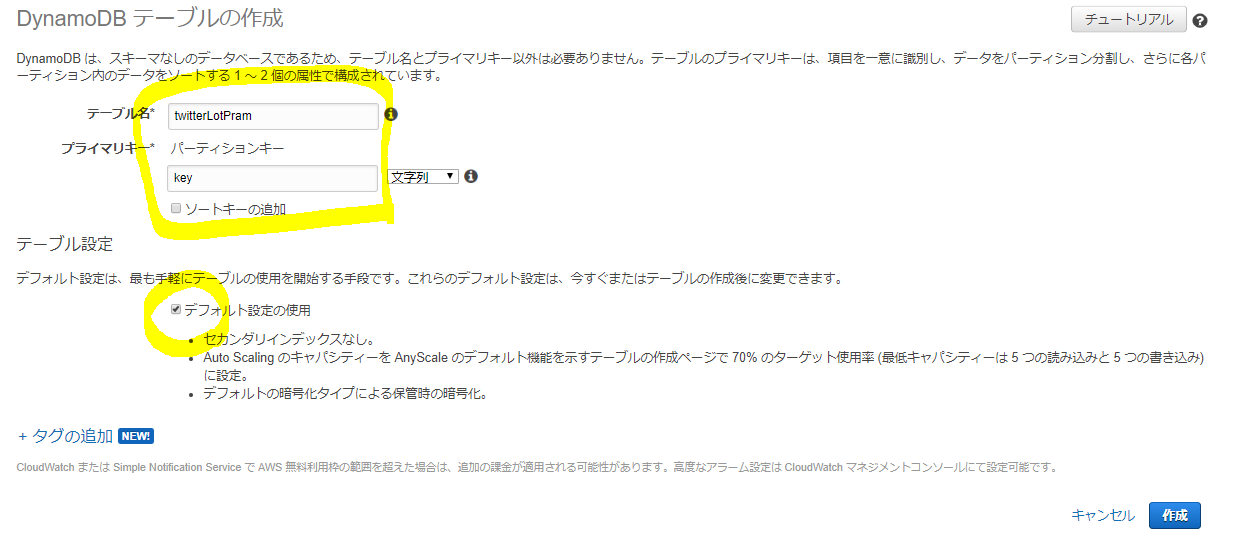 DynamoDB テーブルの作成
チュートリアル
DynamoDB は、スキーマなしのデータベースであるため、テーブル名とプライマリキー以外は必要ありません。テーブルのプライマリキーは、項目を一意に識別し、データをパーティション分割し、さらに各パ
ーティション内のデータをソートする 1 ～ 2 個の属性で構成されています。
テーブル名* twitterLotPram
プライマリキー* パーティションキー
key 文字列
ソートキーの追加
テーブル設定
デフォルト設定は、最も手軽にテーブルの使用を開始する手段です。これらのデフォルト設定は、今すぐまたはテーブルの作成後に変更できます。
デフォルト設定の使用
• セカンダリインデックスなし。
• Auto Scaling のキャパシティーを AnyScale のデフォルト機能を示すテーブルの作成ページで 70% のターゲット使用率 (最低キャパシティーは 5 つの読み込みと 5 つの書き込み)
に設定。
• デフォルトの暗号化タイプによる保管時の暗号化。
+ タグの追加 NEW!
CloudWatch または Simple Notification Service で AWS 無料利用枠の範囲を超えた場合は、追加の課金が適用される可能性があります。高度なアラーム設定は CloudWatch マネジメントコンソールにて設定可能です。
キャンセル 作成